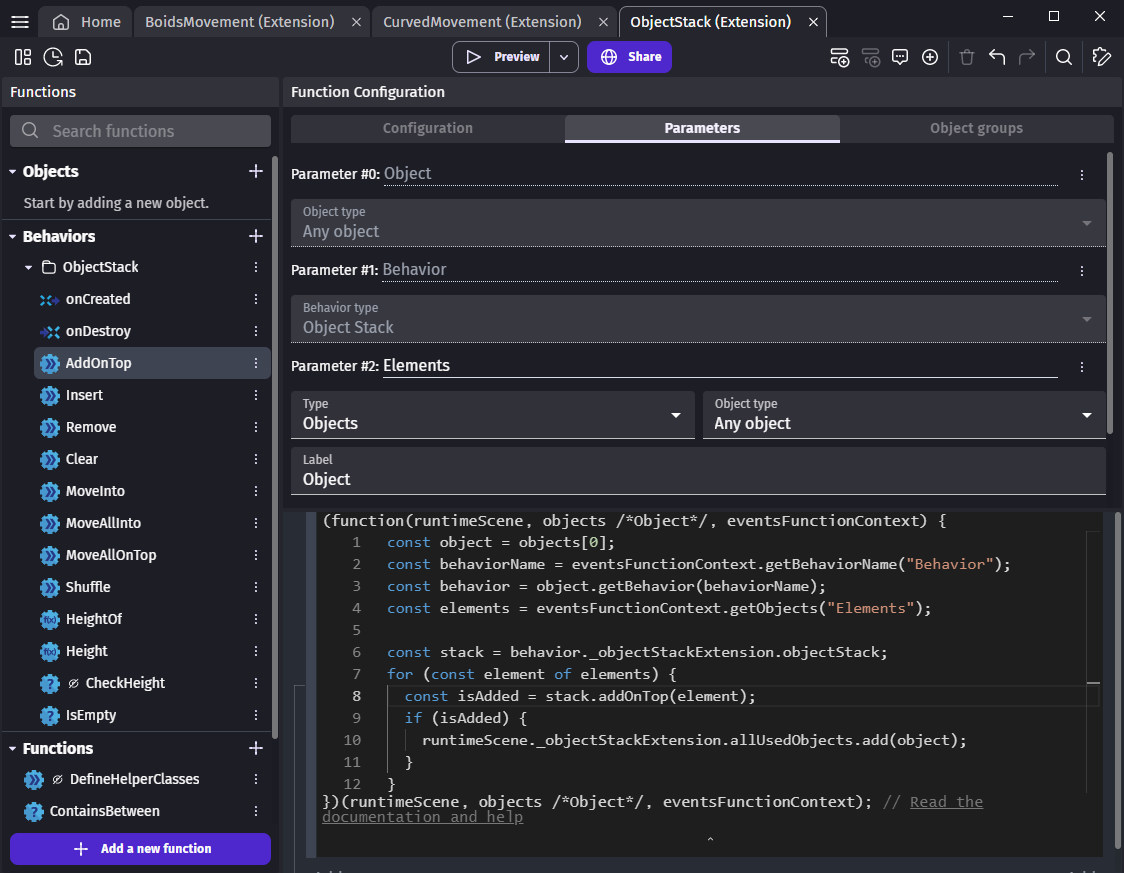 Home
BoidsMovement (Extension)
CurvedMovement (Extension)
ObjectStack (Extension)
Preview
Share
Functions
Search functions
Objects
Start by adding a new object.
Behaviors
ObjectStack
onCreated
onDestroy
AddOnTop
Insert
Remove
Clear
MoveInto
MoveAllInto
MoveAllOnTop
Shuffle
HeightOf
Height
CheckHeight
IsEmpty
Functions
DefineHelperClasses
ContainsBetween
Add a new function
Function Configuration
Configuration
Parameters
Object groups
Parameter #0: Object
Object type
Any object
Parameter #1: Behavior
Behavior type
Object Stack
Parameter #2: Elements
Type
Objects
Object type
Any object
Label
Object
(function(runtimeScene, objects /*Object*/, eventsFunctionContext) {
1 const object = objects[0];
2 const behaviorName = eventsFunctionContext.getBehaviorName("Behavior");
3 const behavior = object.getBehavior(behaviorName);
4 const elements = eventsFunctionContext.getObjects("Elements");
5
6 const stack = behavior._objectStackExtension.objectStack;
7 for (const element of elements) {
8 const isAdded = stack.addOnTop(element);
9 if (isAdded) {
10 runtimeScene._objectStackExtension.allUsedObjects.add(object);
11 }
12 }
})(runtimeScene, objects /*Object*/, eventsFunctionContext); // Read the
documentation and help